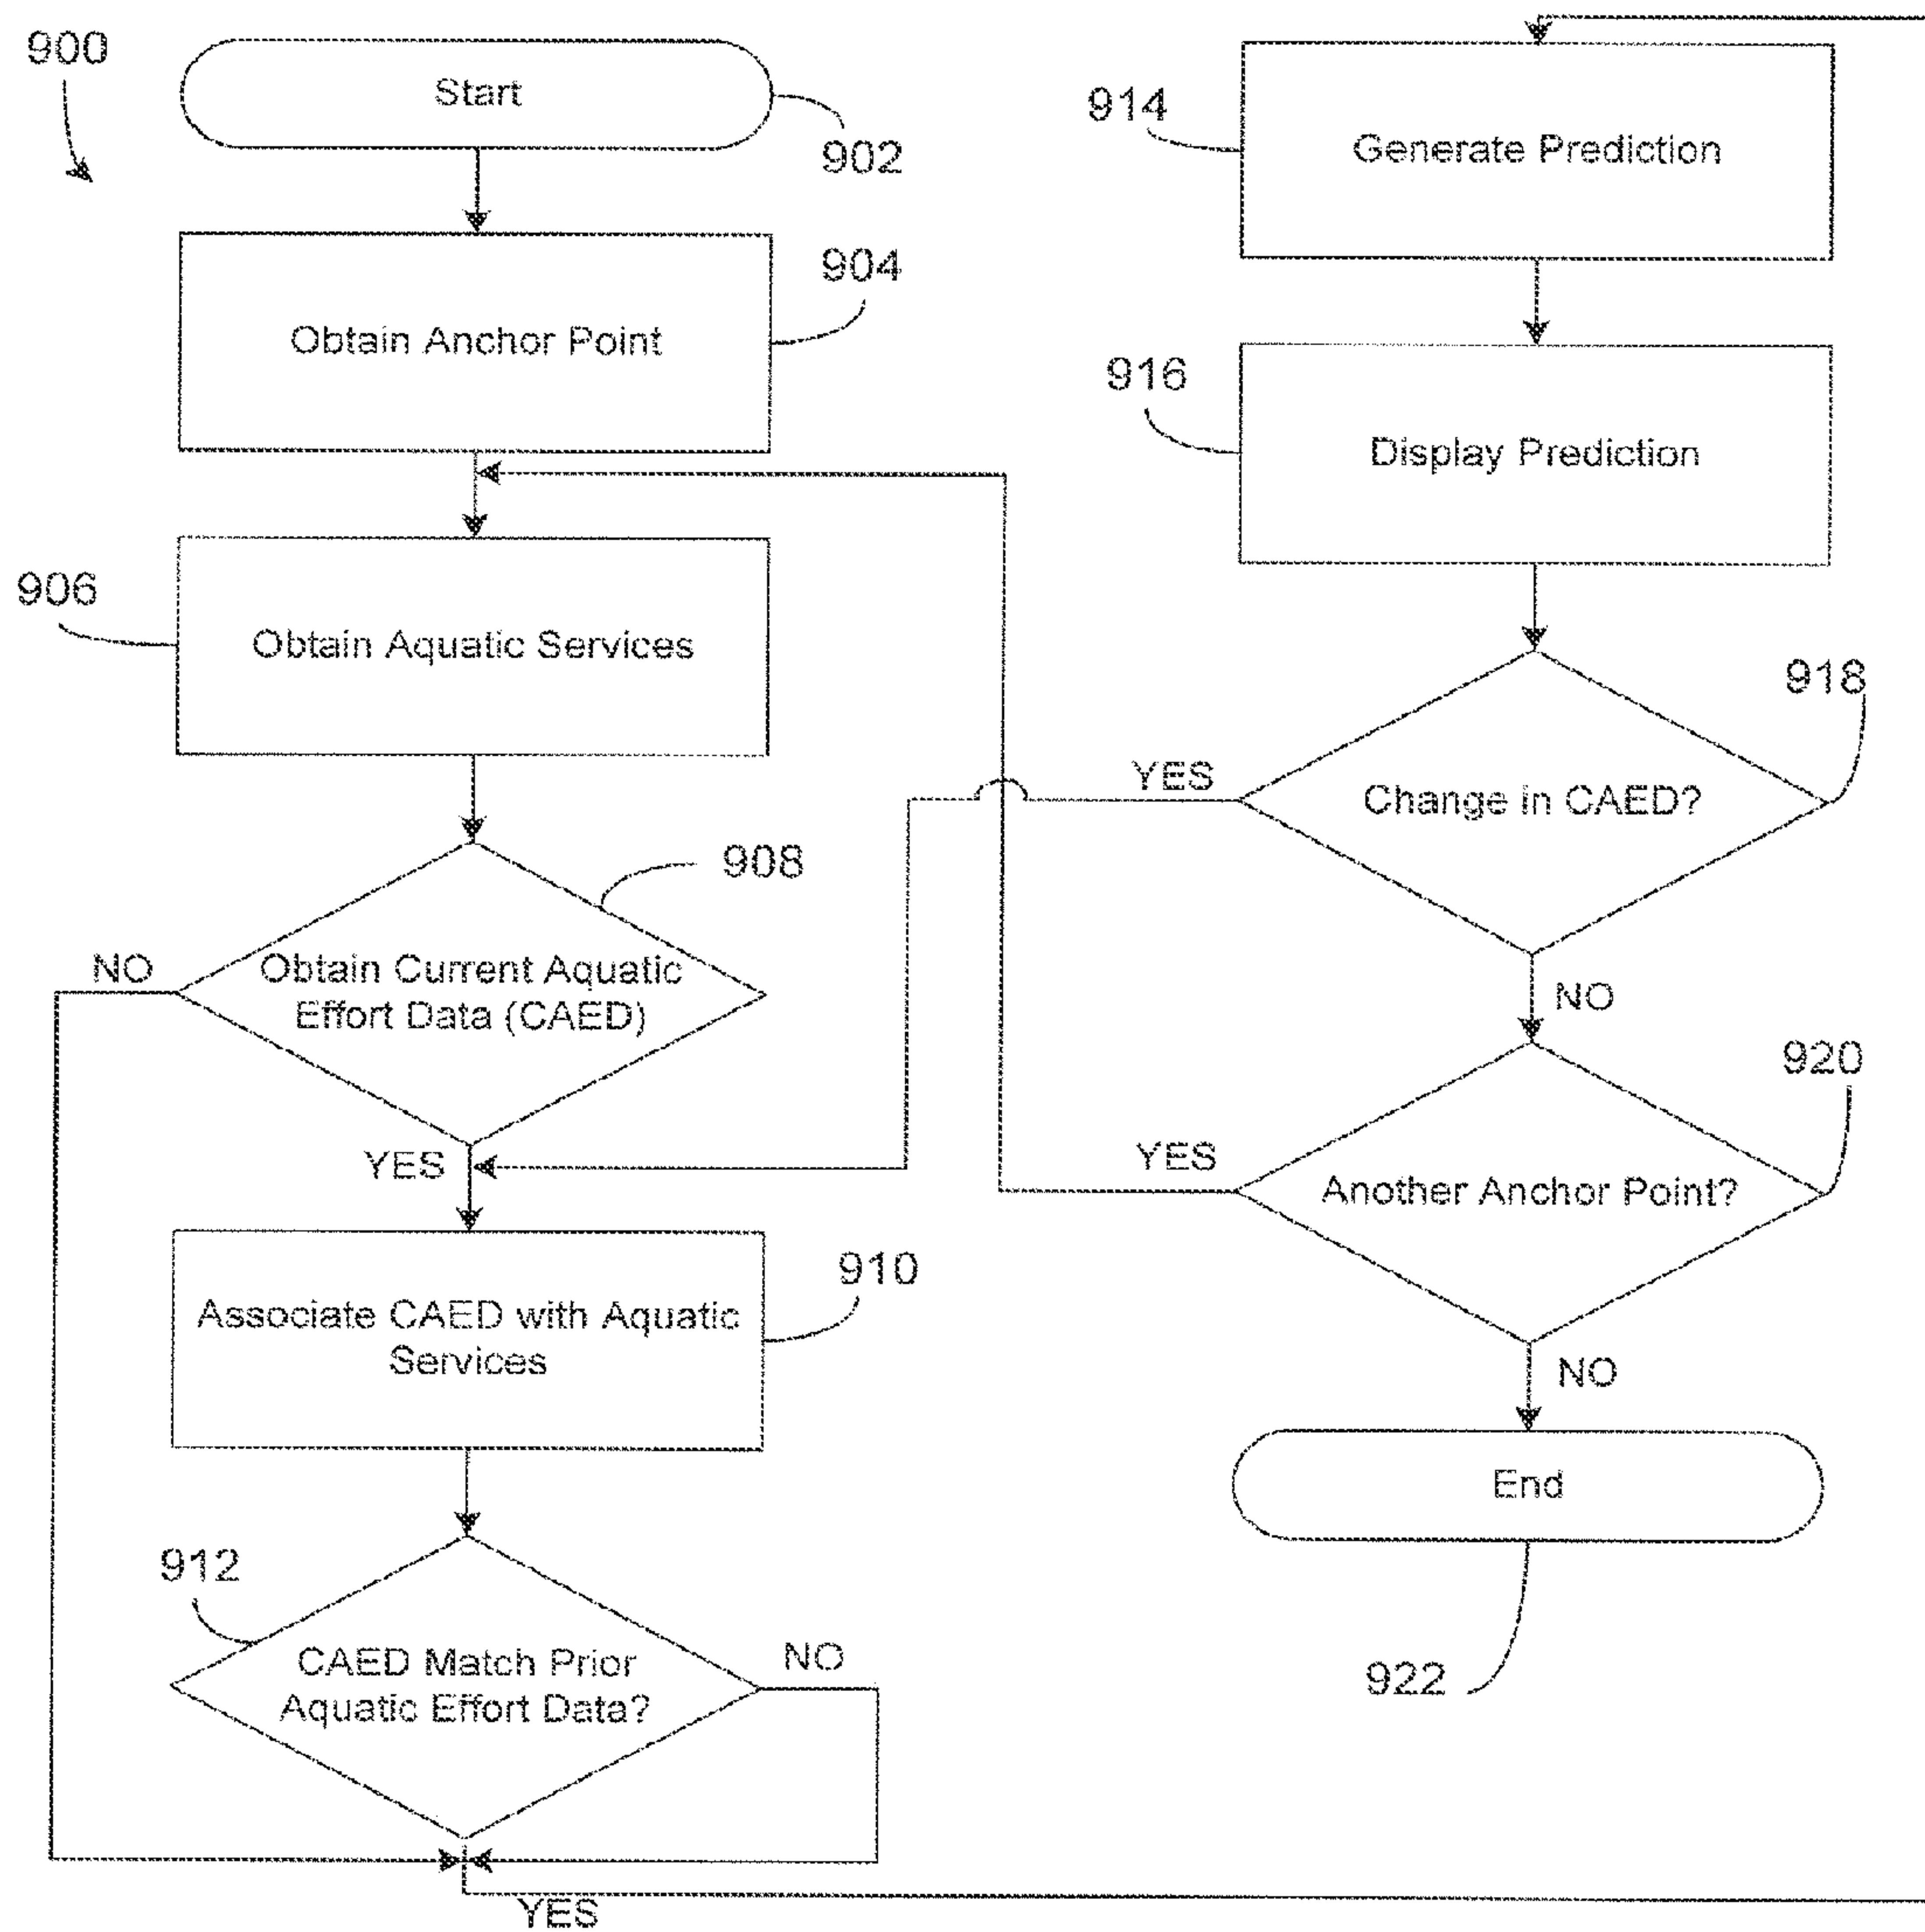 900
Start
902
Obtain Anchor Point
904
Obtain Aquatic Services
906
Obtain Current Aquatic
Effort Data (CAED)
908
NO
YES
Associate CAED with Aquatic
Services
910
CAED Match Prior
Aquatic Effort Data?
912
NO
YES
Generate Prediction
914
Display Prediction
916
Change in CAED?
918
YES
NO
Another Anchor Point?
920
YES
NO
End
922